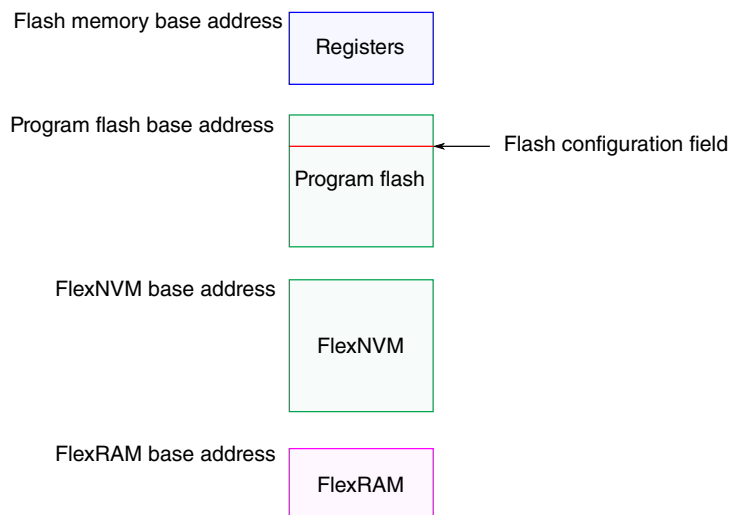 Flash memory base address
Registers
Program flash base address
Flash configuration field
Program flash
FlexNVM base address
FlexNVM
FlexRAM base address
FlexRAM